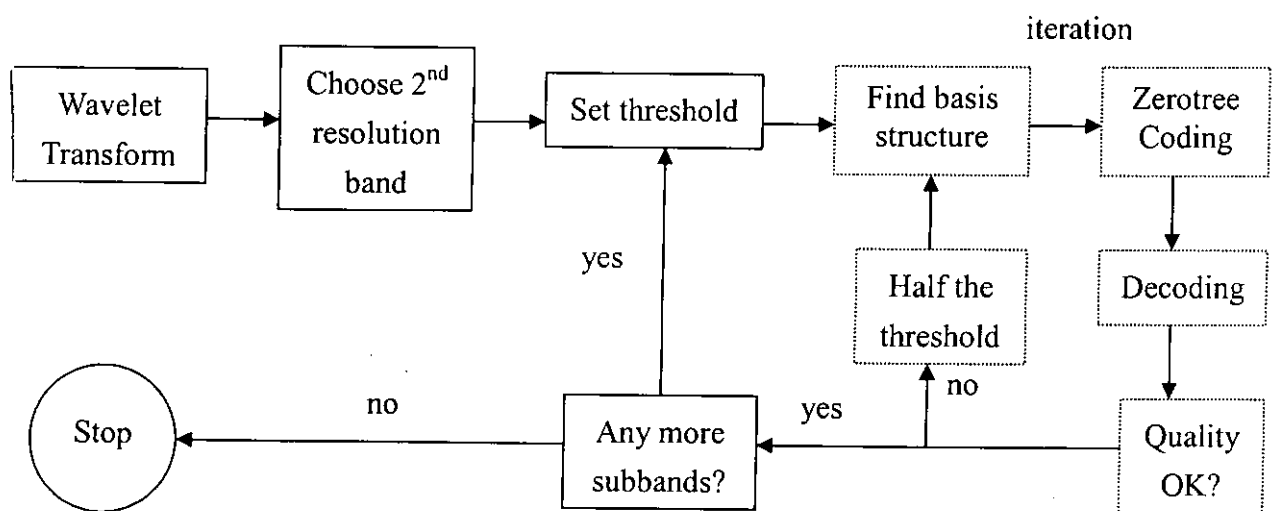 iteration
Wavelet
Transform
Choose 2nd
resolution
band
Set threshold
Find basis
structure
Zerotree
Coding
yes
Half the
threshold
Decoding
no
Stop
no
Any more
subbands?
yes
Quality
OK?